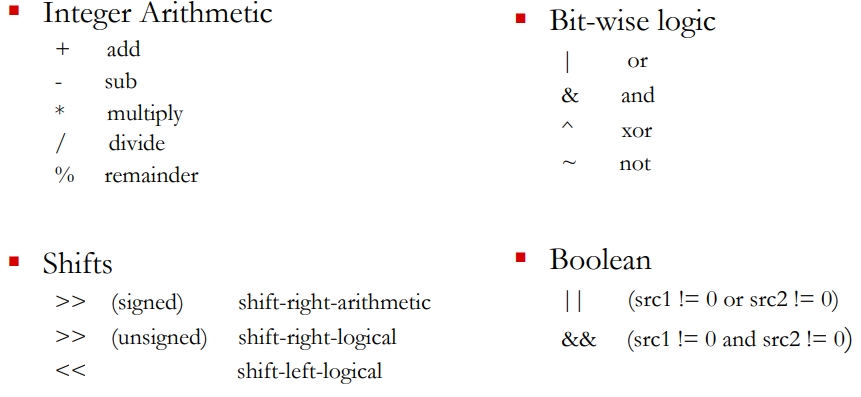 Integer Arithmetic
+ add
- sub
* multiply
/ divide
% remainder
Shifts
>> (signed) shift-right-arithmetic
>> (unsigned) shift-right-logical
<< shift-left-logical
Bit-wise logic
| or
& and
^ xor
~ not
Boolean
|| (src1 != 0 or src2 != 0)
&& (src1 != 0 and src2 != 0)